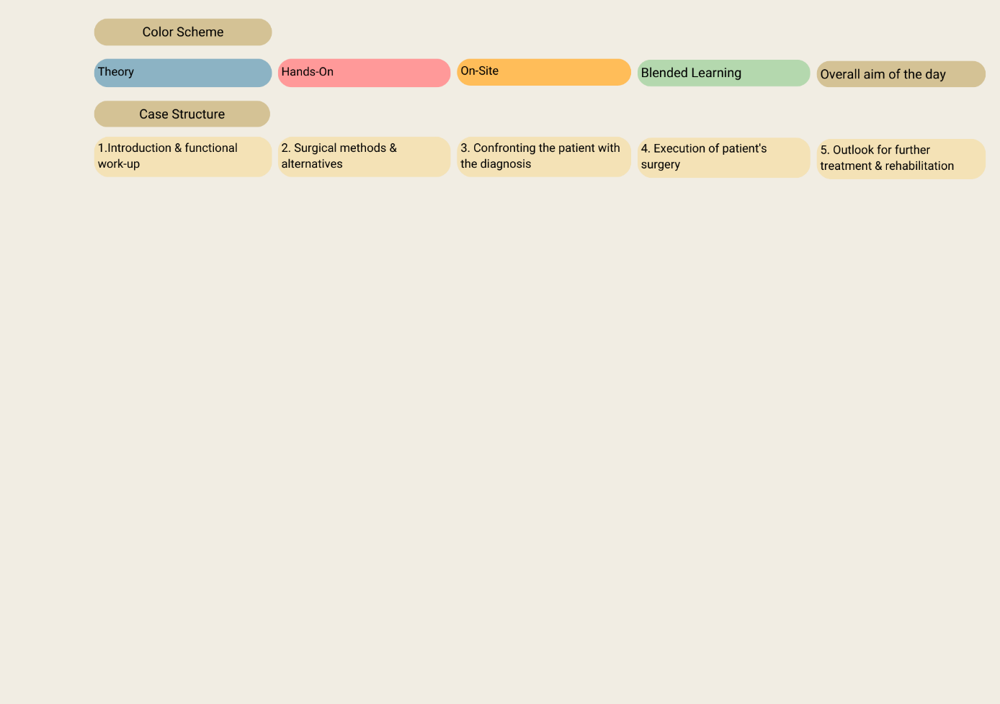 Color Scheme
Theory
Hands-On
On-Site
Blended Learning
Overall aim of the day
Case Structure
1.Introduction & functional
work-up
2. Surgical methods &
alternatives
3. Confronting the patient with
the diagnosis
4. Execution of patient's
surgery
5. Outlook for further
treatment & rehabilitation